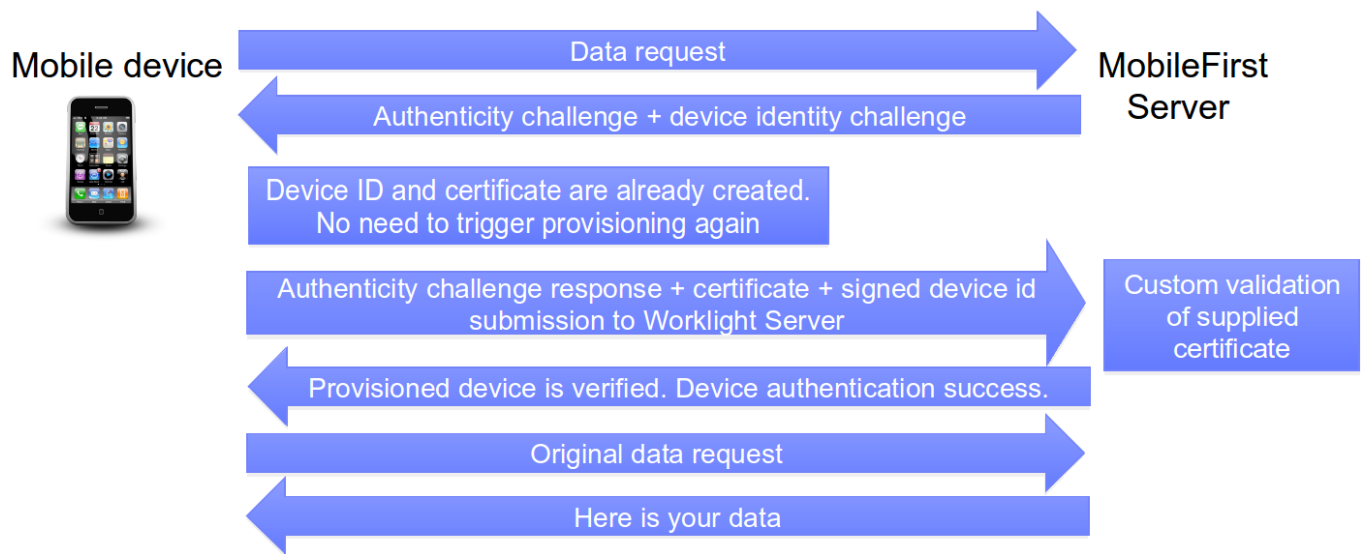 Data request
Mobile device
MobileFirst
Server
Authenticity challenge + device identity challenge
Device ID and certificate are already created.
No need to trigger provisioning again
Authenticity challenge response + certificate + signed device id
submission to Worklight Server
Custom validation
of supplied
certificate
Provisioned device is verified. Device authentication success.
Original data request
Here is your data